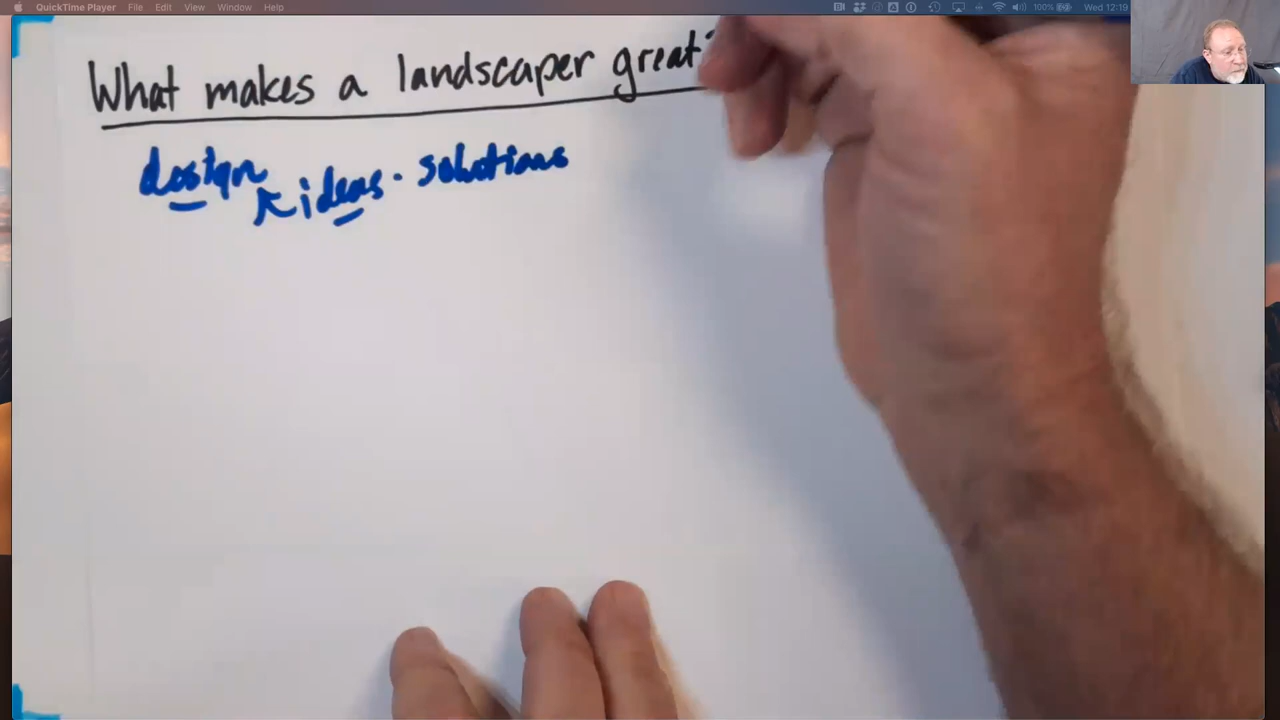 QuickTime Player File Edit View Window Help 100% Wed 12:19
What makes a landscaper great
design
ideas · solutions